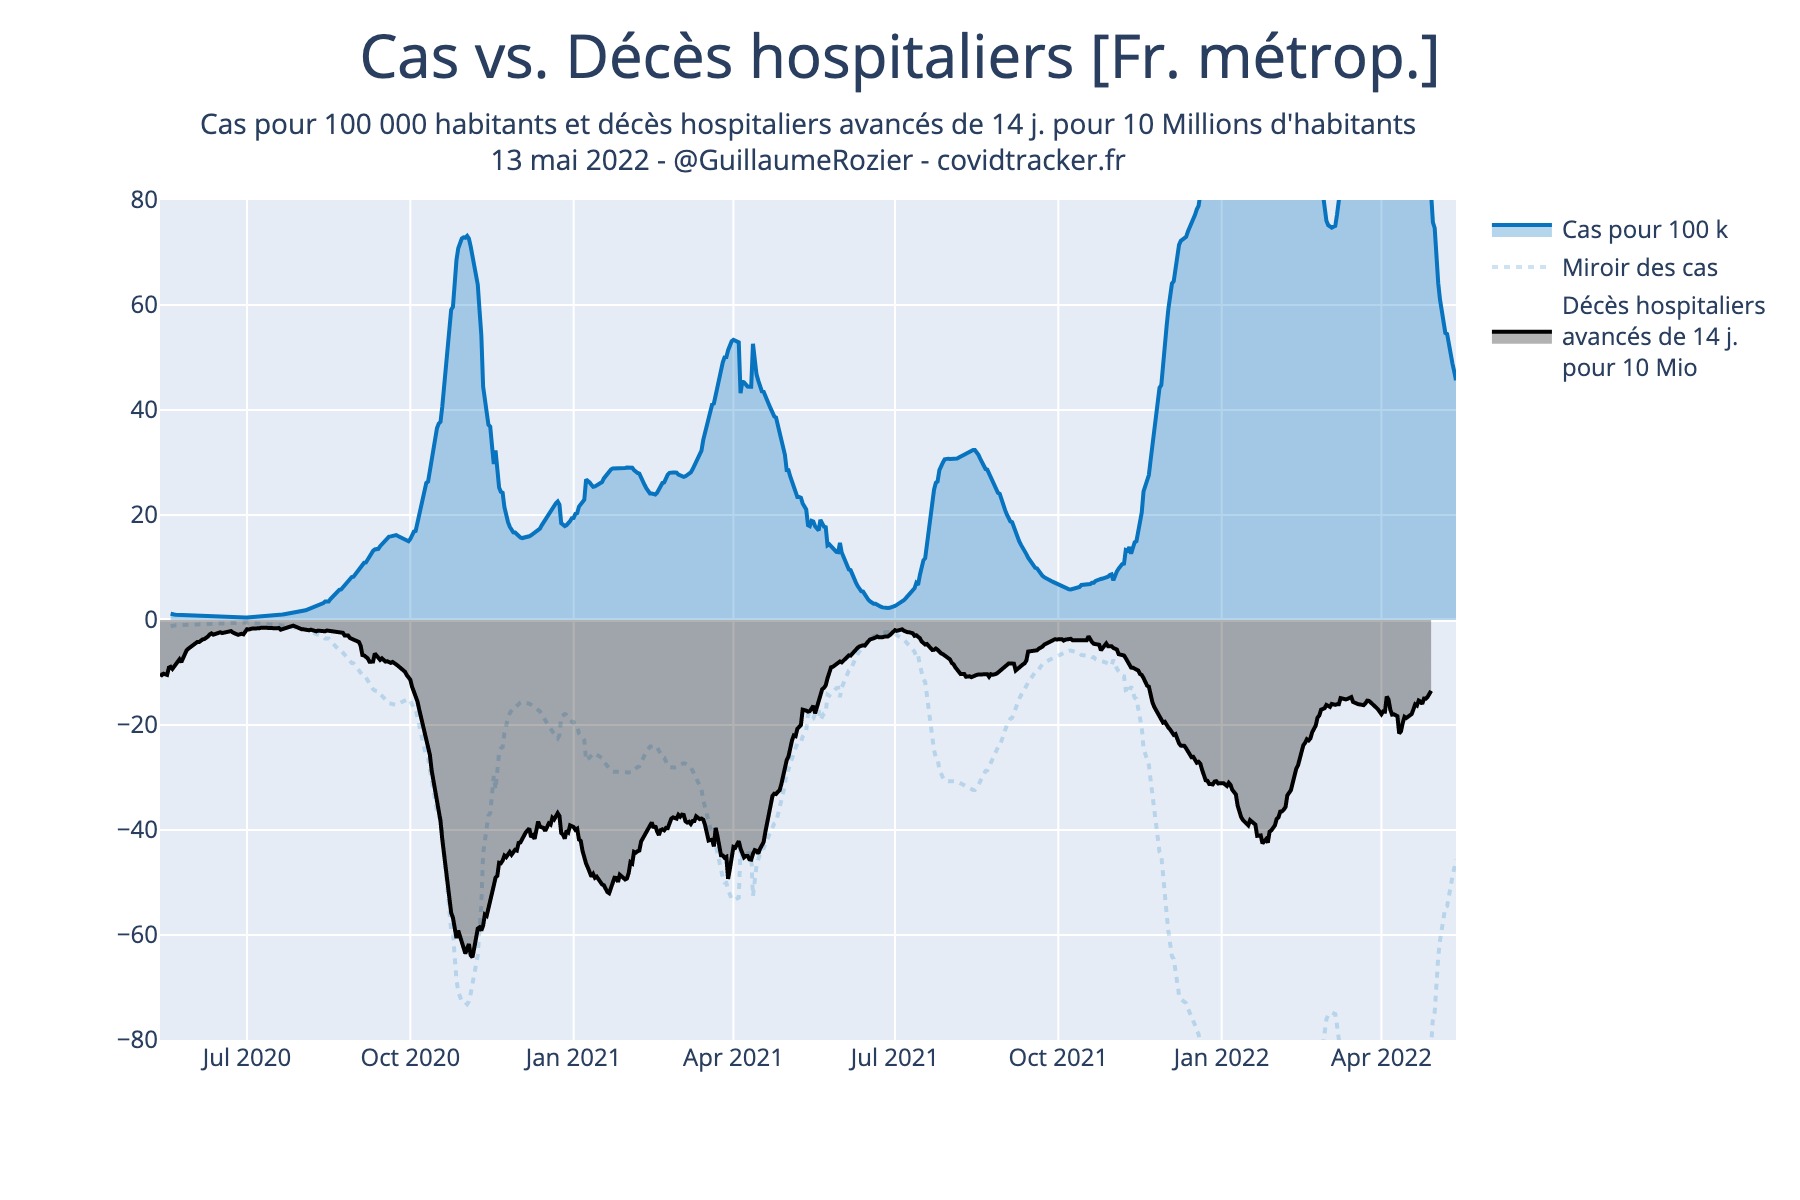 Cas vs. Décès hospitaliers [Fr. métrop.]
Cas pour 100 000 habitants et décès hospitaliers avancés de 14 j. pour 10 Millions d'habitants
13 mai 2022 - @GuillaumeRozier - covidtracker.fr
80
60
40
20
0
−20
−40
−60
−80
Jul 2020
Oct 2020
Jan 2021
Apr 2021
Jul 2021
Oct 2021
Jan 2022
Apr 2022
Cas pour 100 k
Miroir des cas
Décès hospitaliers
avancés de 14 j.
pour 10 Mio